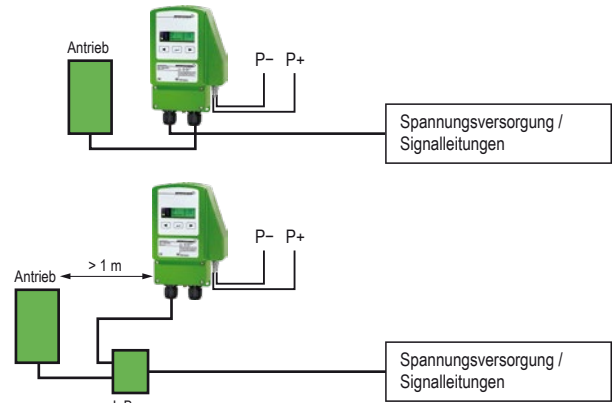 Antrieb
P− P+
Spannungsversorgung /
Signalleitungen
P− P+
> 1 m
Antrieb
Spannungsversorgung /
Signalleitungen